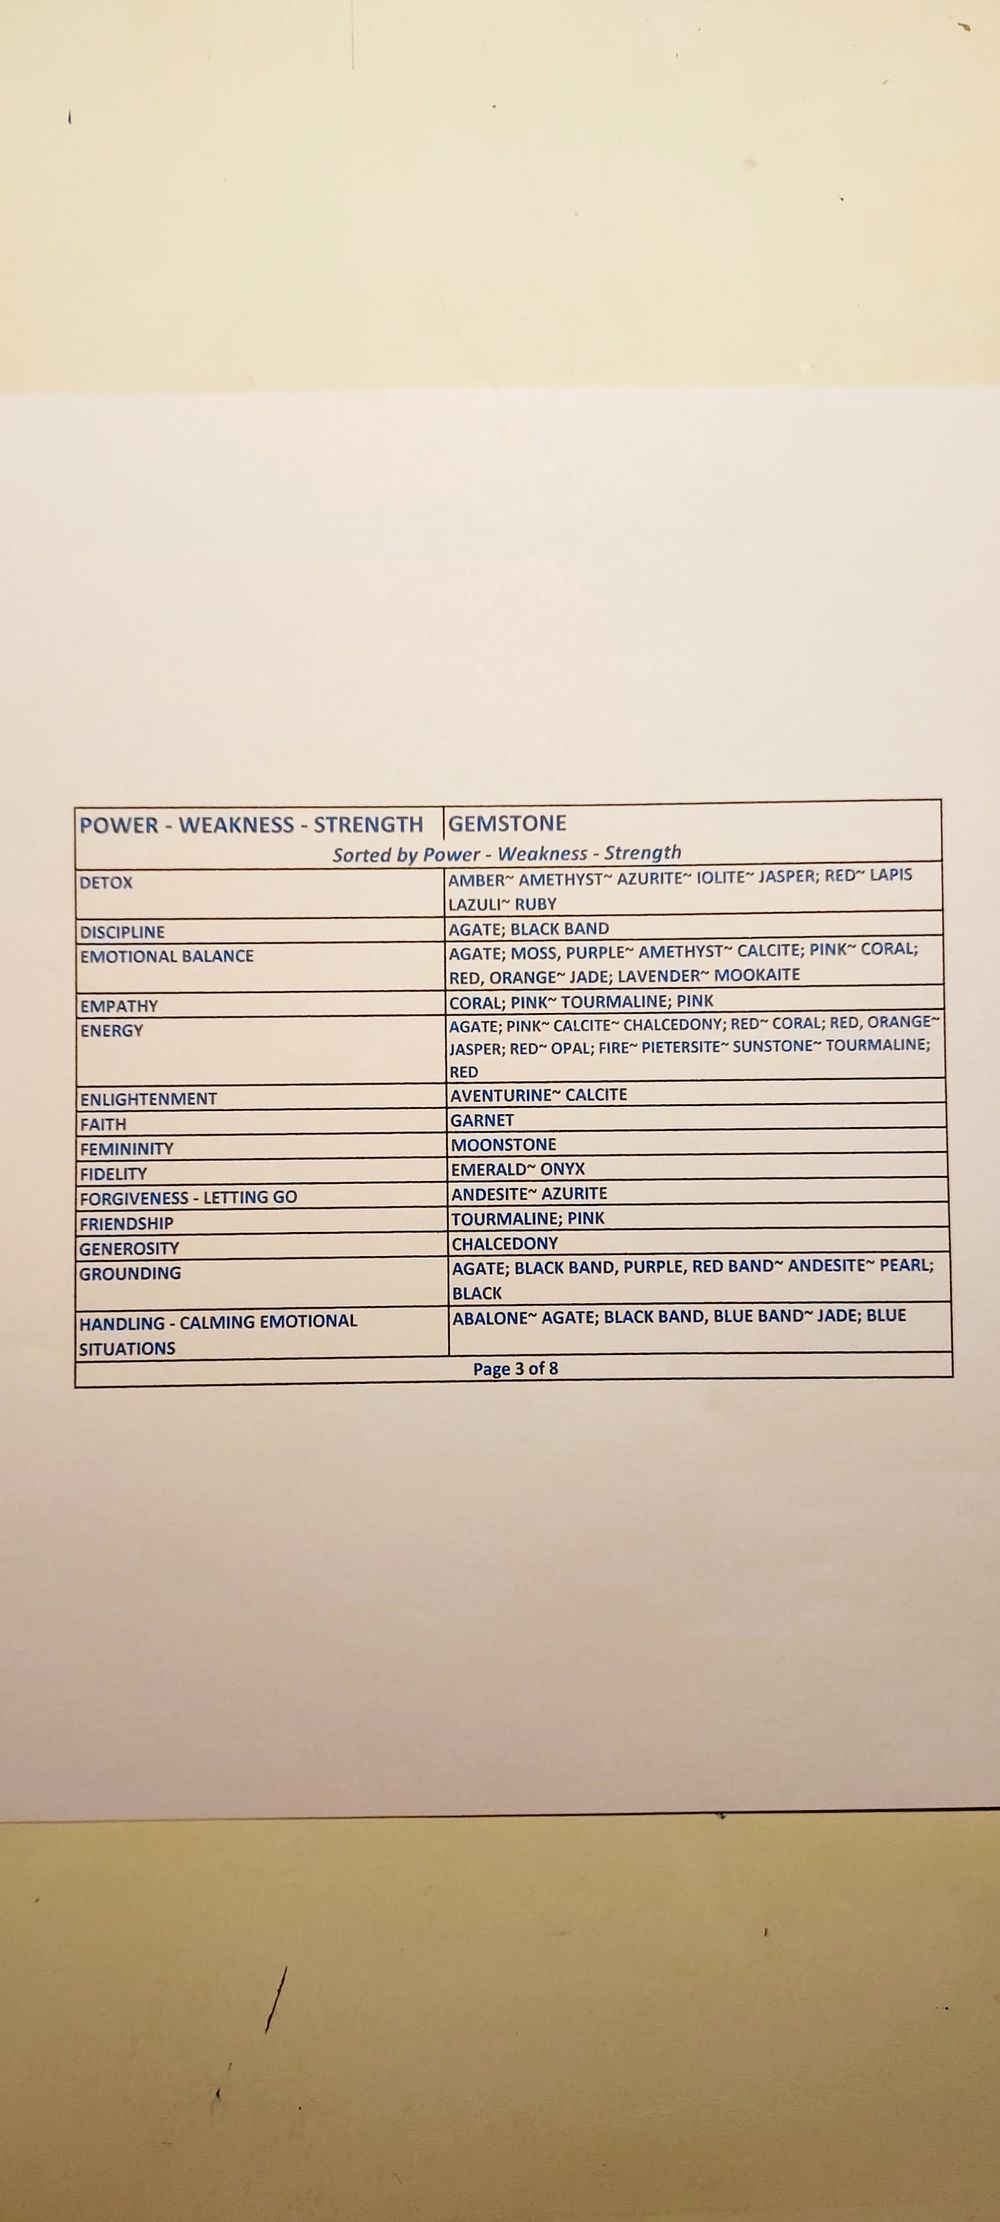 POWER - WEAKNESS - STRENGTH GEMSTONE
Sorted by Power - Weakness - Strength
DETOX AMBER~ AMETHYST~ AZURITE~ IOLITE~ JASPER; RED~ LAPIS
LAZULI~ RUBY
DISCIPLINE AGATE; BLACK BAND
EMOTIONAL BALANCE AGATE; MOSS, PURPLE~ AMETHYST~ CALCITE; PINK~ CORAL;
RED, ORANGE~ JADE; LAVENDER~ MOOKAITE
EMPATHY CORAL; PINK~ TOURMALINE; PINK
ENERGY AGATE; PINK~ CALCITE~ CHALCEDONY; RED~ CORAL; RED, ORANGE~
JASPER; RED~ OPAL; FIRE~ PIETERSITE~ SUNSTONE~ TOURMALINE;
RED
ENLIGHTENMENT AVENTURINE~ CALCITE
FAITH GARNET
FEMININITY MOONSTONE
FIDELITY EMERALD~ ONYX
FORGIVENESS - LETTING GO ANDESITE~ AZURITE
FRIENDSHIP TOURMALINE; PINK
GENEROSITY CHALCEDONY
GROUNDING AGATE; BLACK BAND, PURPLE, RED BAND~ ANDESITE~ PEARL;
BLACK
HANDLING - CALMING EMOTIONAL ABALONE~ AGATE; BLACK BAND, BLUE BAND~ JADE; BLUE
SITUATIONS
Page 3 of 8